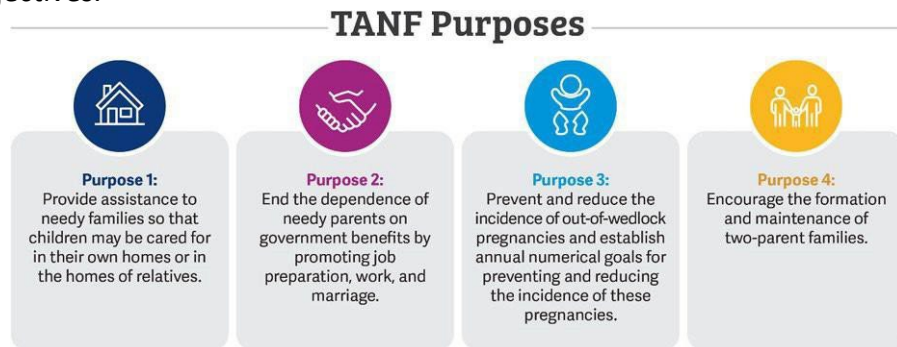 TANF Purposes
Purpose 1:
Provide assistance to
needy families so that
children may be cared for
in their own homes or in
the homes of relatives.
Purpose 2:
End the dependence of
needy parents on
government benefits by
promoting job
preparation, work, and
marriage.
Purpose 3:
Prevent and reduce the
incidence of out-of-wedlock
pregnancies and establish
annual numerical goals for
preventing and reducing
the incidence of these
pregnancies.
Purpose 4:
Encourage the formation
and maintenance of
two-parent families.